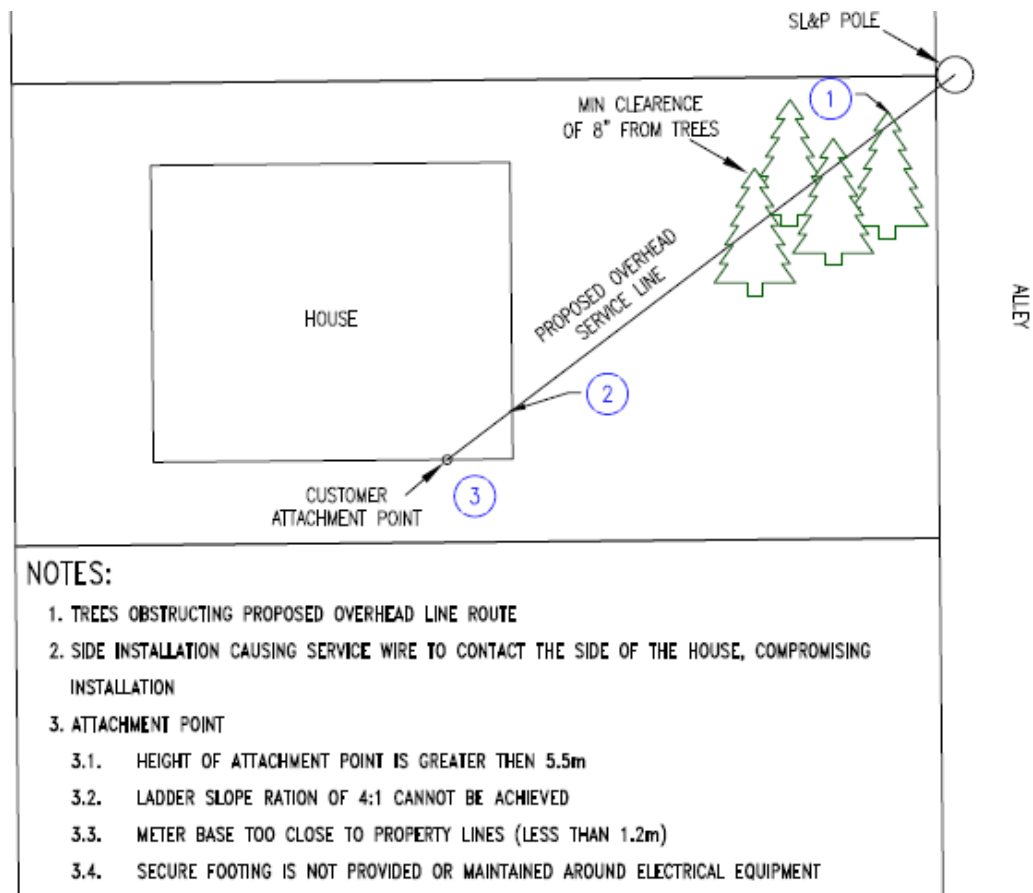 SL&P POLE
1
MIN CLEARENCE
OF 8" FROM TREES
ALLEY
PROPOSED OVERHEAD
SERVICE LINE
HOUSE
2
3
CUSTOMER
ATTACHMENT POINT
NOTES:
1. TREES OBSTRUCTING PROPOSED OVERHEAD LINE ROUTE
2. SIDE INSTALLATION CAUSING SERVICE WIRE TO CONTACT THE SIDE OF THE HOUSE, COMPROMISING
INSTALLATION
3. ATTACHMENT POINT
3.1. HEIGHT OF ATTACHMENT POINT IS GREATER THEN 5.5m
3.2. LADDER SLOPE RATION OF 4:1 CANNOT BE ACHIEVED
3.3. METER BASE TOO CLOSE TO PROPERTY LINES (LESS THAN 1.2m)
3.4. SECURE FOOTING IS NOT PROVIDED OR MAINTAINED AROUND ELECTRICAL EQUIPMENT